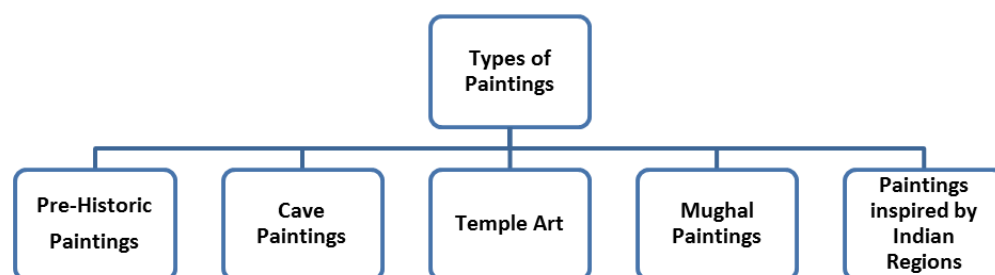 Types of
Paintings
Pre-Historic
Paintings
Cave
Paintings
Temple Art
Mughal
Paintings
Paintings
inspired by
Indian
Regions